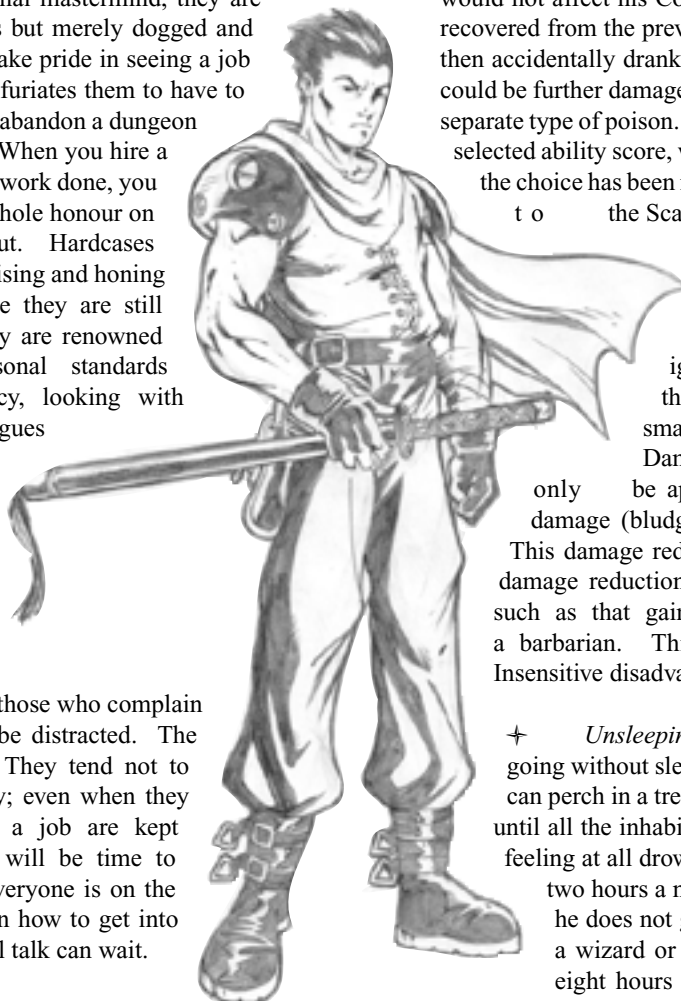 s but merely dogged and
ake pride in seeing a job
furiates them to have to
abandon a dungeon
When you hire a
work done, you
hole honour on
ut. Hardcases
ising and honing
e they are still
y are renowned
sonal standards
cy, looking with
gues
those who complain
be distracted. The
They tend not to
y; even when they
a job are kept
will be time to
veryone is on the
n how to get into
l talk can wait.
would not affect his Co
recovered from the prev
then accidentally drank
could be further damage
separate type of poison.
selected ability score, w
the choice has been
t o the Sca
ig
th
sma
Dan
only be ap
damage (bludg
This damage red
damage reduction
such as that gain
a barbarian. Thi
Insensitive disadva
Unsleepin
going without sle
can perch in a tre
until all the inhabi
feeling at all drow
two hours a n
he does not
a wizard or
eight hours